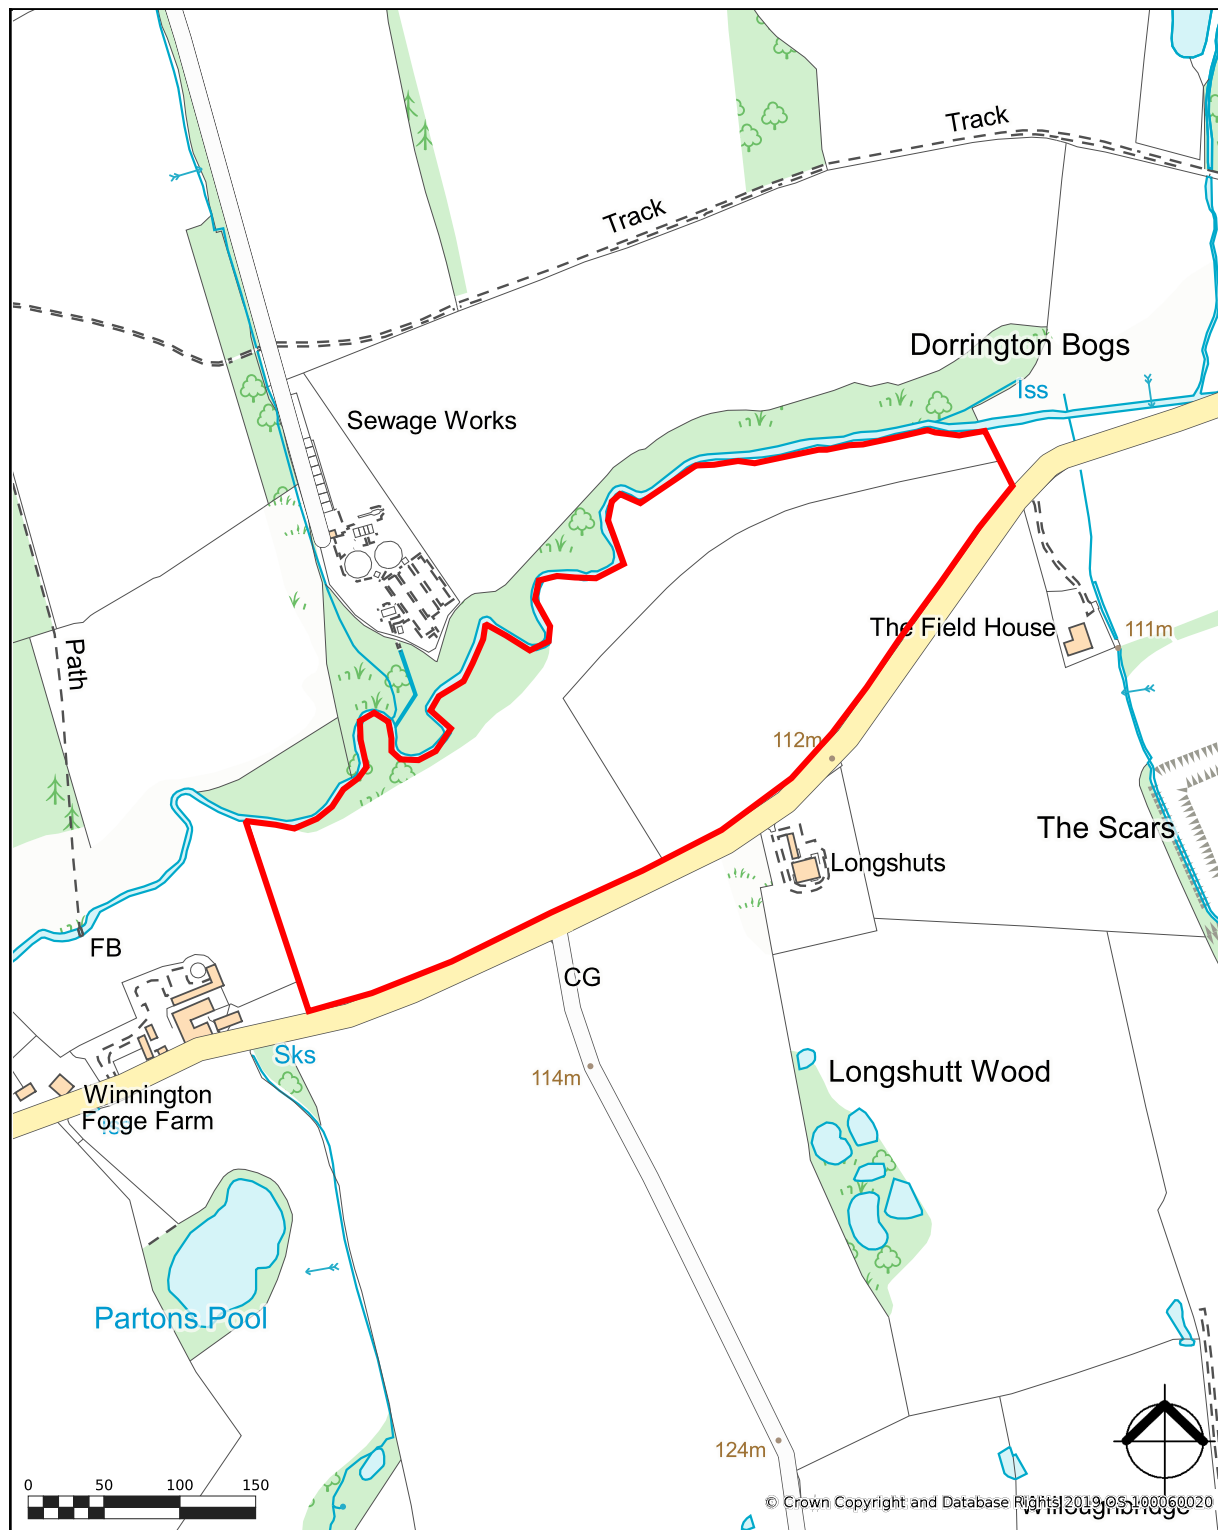 Track
Track
Dorrington Bogs
Iss
Sewage Works
The Field House
111m
Path
112m
The Scars
Longshuts
FB
CG
Sks
114m
Longshutt Wood
Winnington
Forge Farm
Partons Pool
124m
0 50 100 150
© Crown Copyright and Database Rights 2019 OS 100060020
Willoughbridge